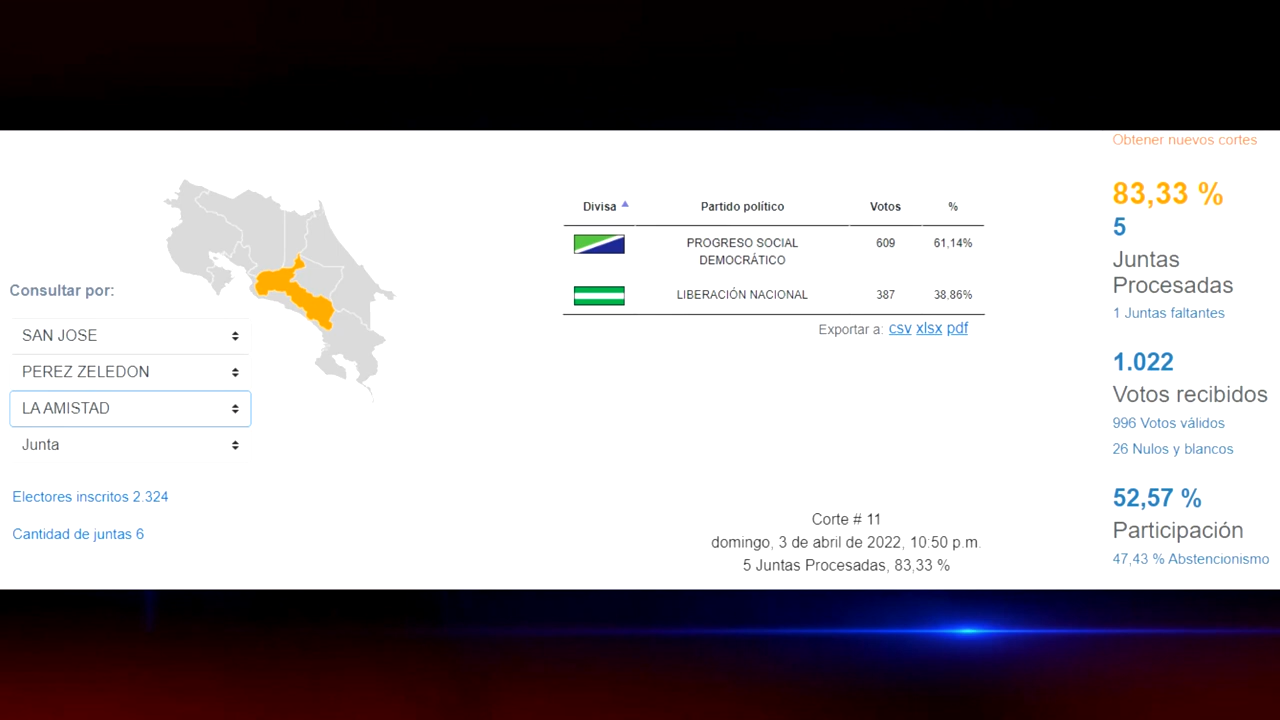 Obtener nuevos cortes
Consultar por:
SAN JOSE
PEREZ ZELEDON
LA AMISTAD
Junta
Electores inscritos 2.324
Cantidad de juntas 6
Divisa Partido político Votos %
PROGRESO SOCIAL
DEMOCRÁTICO 609 61,14%
LIBERACIÓN NACIONAL 387 38,86%
Exportar a: csv xlsx pdf
Corte # 11
domingo, 3 de abril de 2022, 10:50 p.m.
5 Juntas Procesadas, 83,33 %
83,33 %
5
Juntas
Procesadas
1 Juntas faltantes
1.022
Votos recibidos
996 Votos válidos
26 Nulos y blancos
52,57 %
Participación
47,43 % Abstencionismo